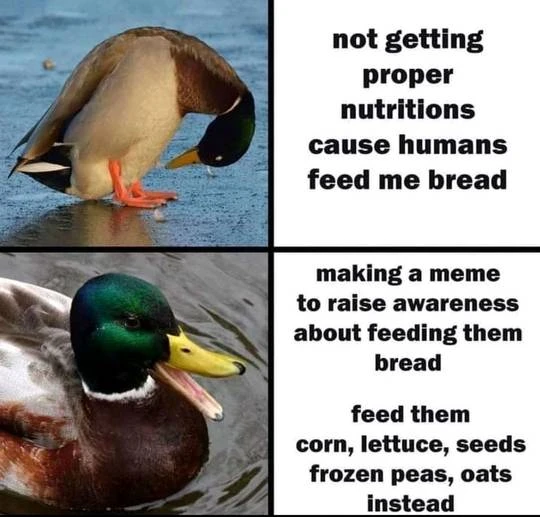 not getting
proper
nutritions
cause humans
feed me bread
making a meme
to raise awareness
about feeding them
bread
feed them
corn, lettuce, seeds
frozen peas, oats
instead